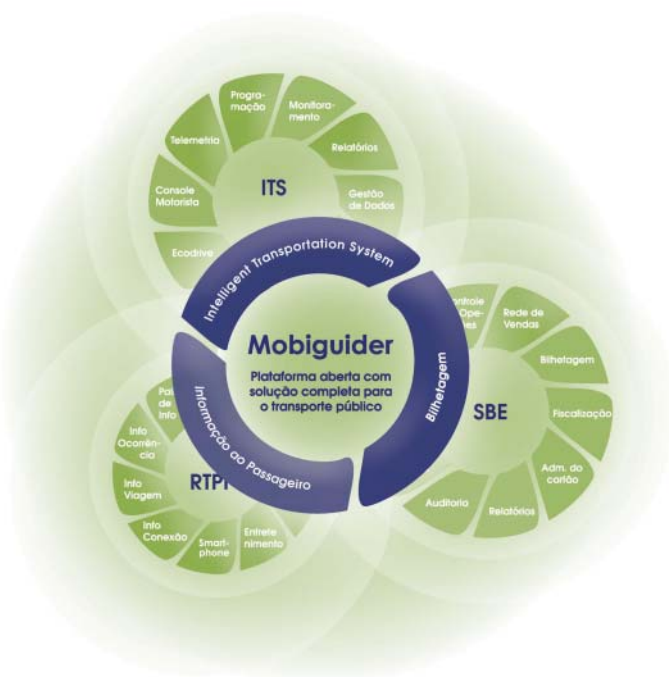 Progra-
mação
Monitora-
mento
Telemetria
Relatórios
Console
Motorista
ITS
Gestão
de Dados
Ecodrive
Intelligent Transportation System
Mobiguider
Plataforma aberta com
solução completa para
o transporte público
Bilhetagem
Informação ao Passageiro
Rede de
Vendas
Bilhetagem
SBE
Fiscalização
Adm. do
cartão
Auditoria
Relatórios
de Info
Info
Ocorrên-
cia
RTPI
Info
Viagem
Info
Conexão
Smart-
phone
Entrete
nimento